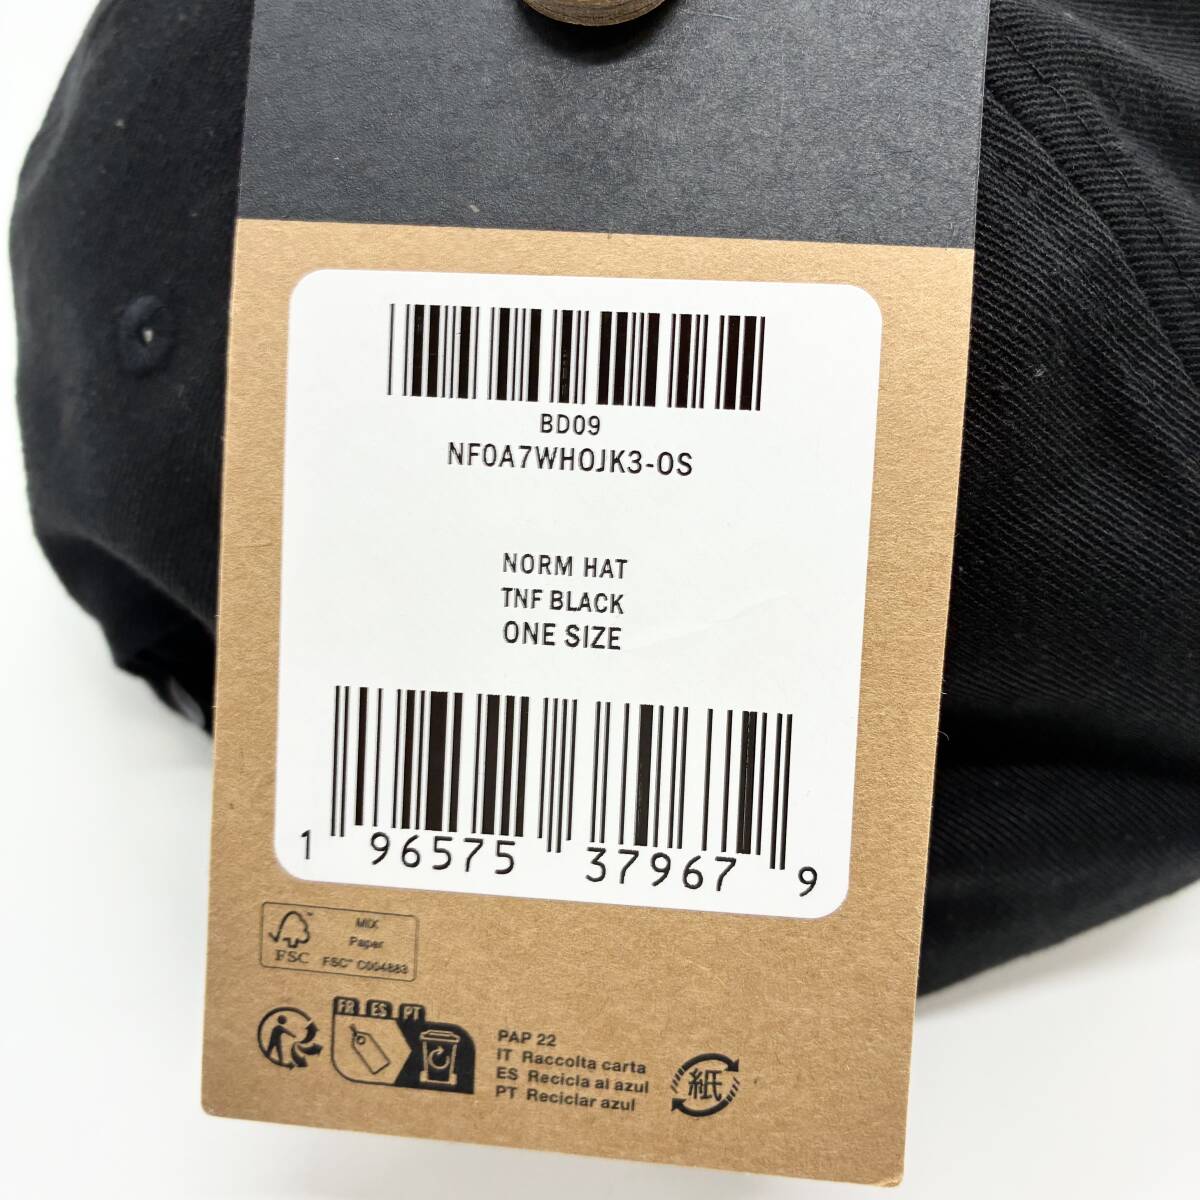 BD09
NF0A7WHOJK3-OS
NORM HAT
TNF BLACK
ONE SIZE
1 96575 37967 9
MIX
Paper
FSC™ C004883
FSC
FR ES PT
PAP 22
IT Raccolta carta
ES Recicla al azul
PT Reciclar azul
紙